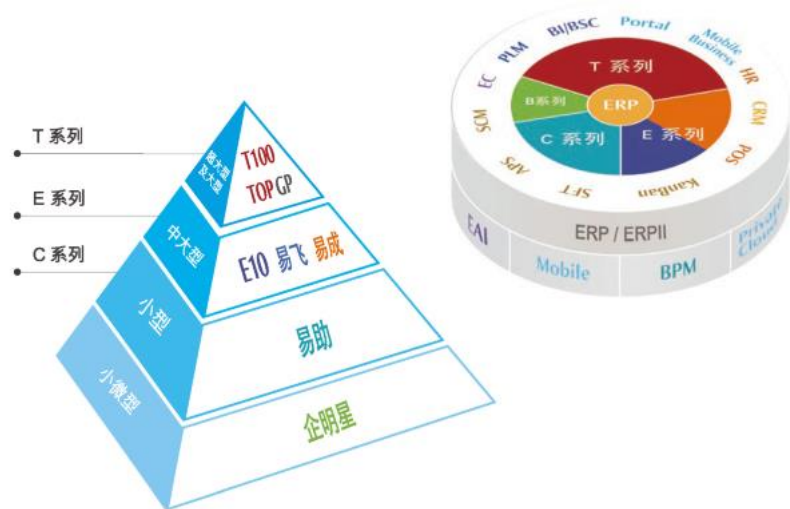 T 系列
E 系列
C 系列
超大型
及大型
T100
TOP GP
中大型
E10 易飞 易成
小型
易助
小微型
企明星
EC
PLM
BI/BSC
Portal
Mobile
Business
HR
CRM
POS
KanBan
SFT
APS
SCM
T 系列
B系列
ERP
C 系列
E 系列
ERP / ERPII
EAI
Mobile
BPM
Private
Cloud